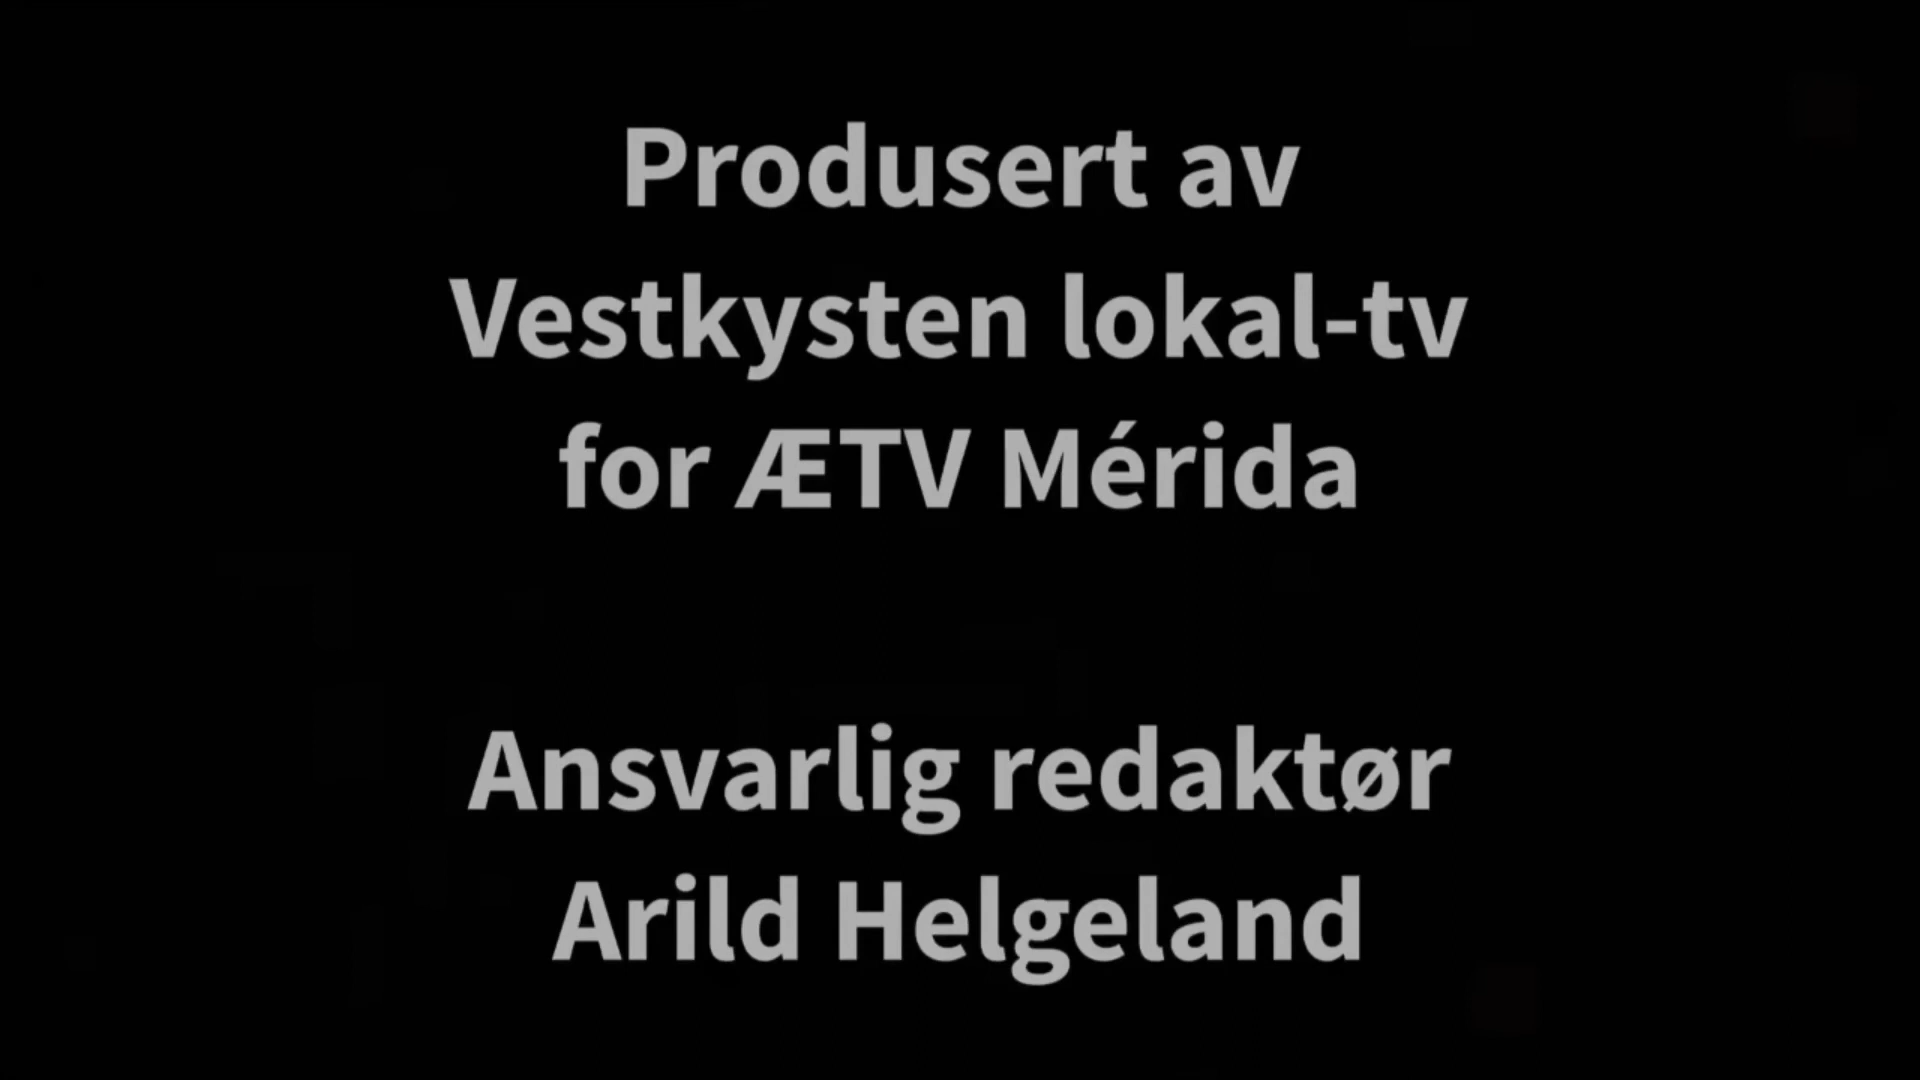 Produsert av
Vestkysten lokal-tv
for ÆTV Mérida
Ansvarlig redaktør
Arild Helgeland